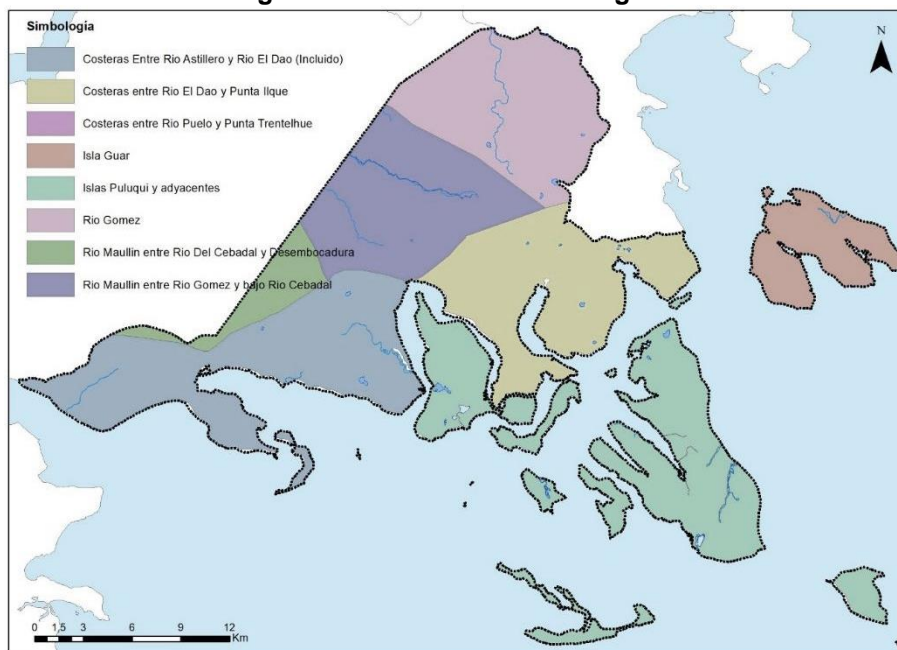 Simbología
Costeras Entre Rio Astillero y Rio El Dao (Incluido)
Costeras entre Rio El Dao y Punta Ilque
Costeras entre Rio Puelo y Punta Trentelhue
Isla Guar
Islas Puluqui y adyacentes
Rio Gomez
Rio Maullin entre Rio Del Cebadal y Desembocadura
Rio Maullin entre Rio Gomez y bajo Rio Cebadal
N
0 1,5 3 6 9 12
Km